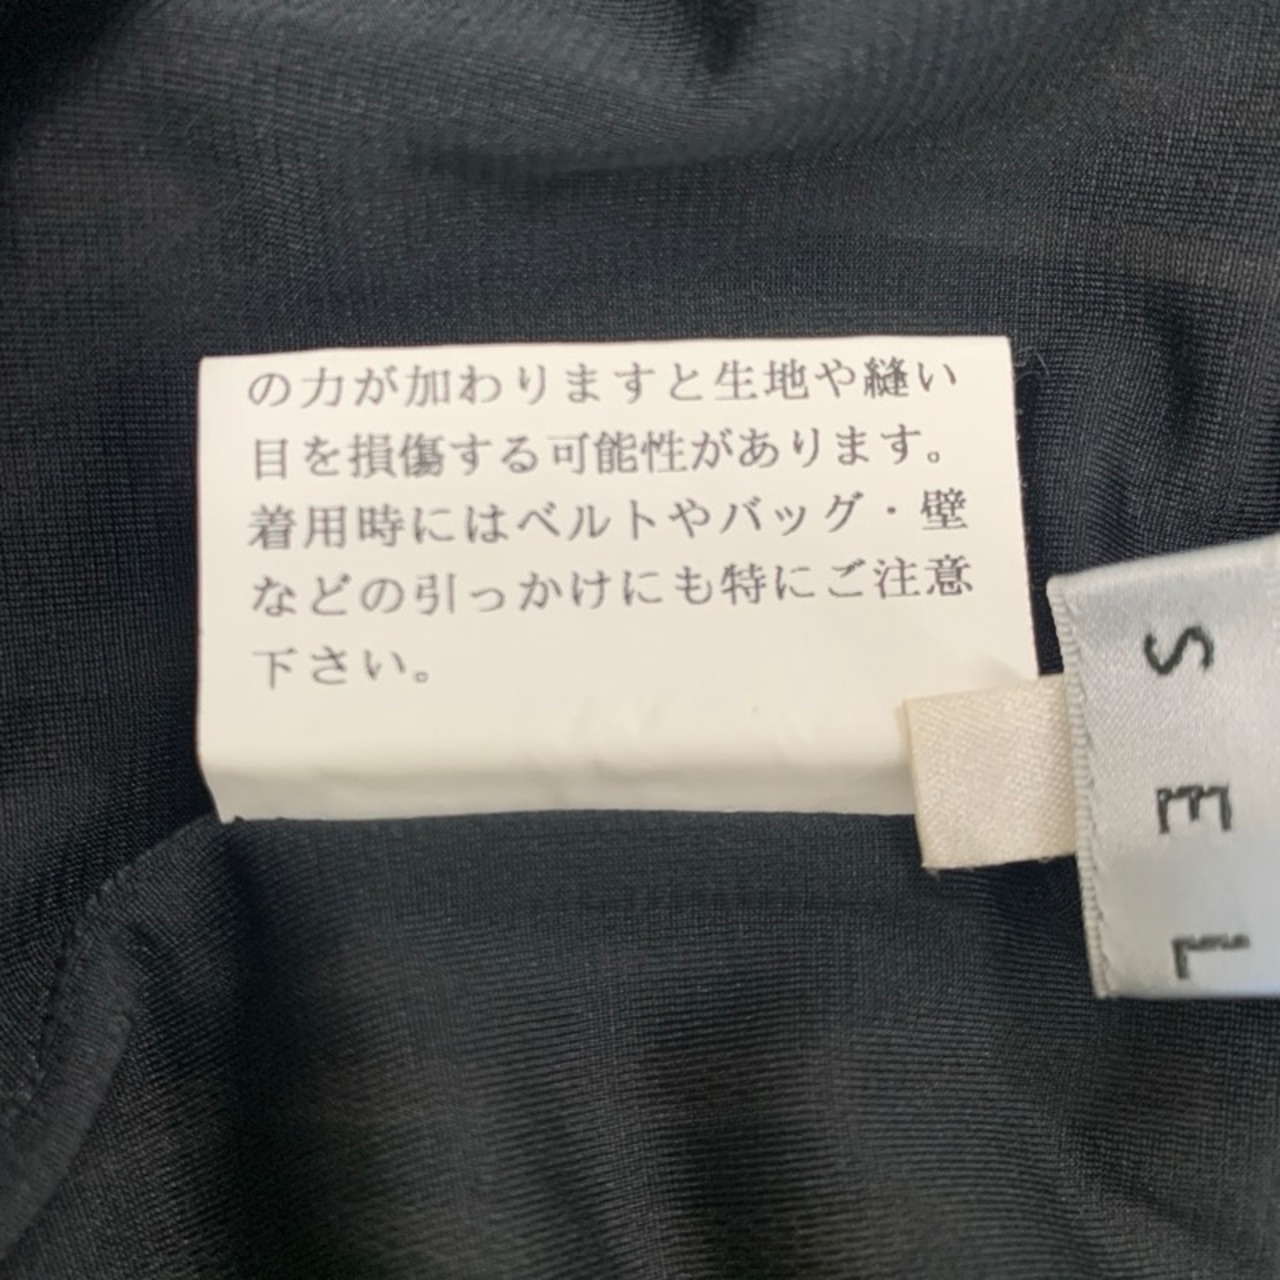 の力が加わりますと生地や縫い
目を損傷する可能性があります。
着用時にはベルトやバッグ・壁
などの引っかけにも特にご注意
下さい。
SEL